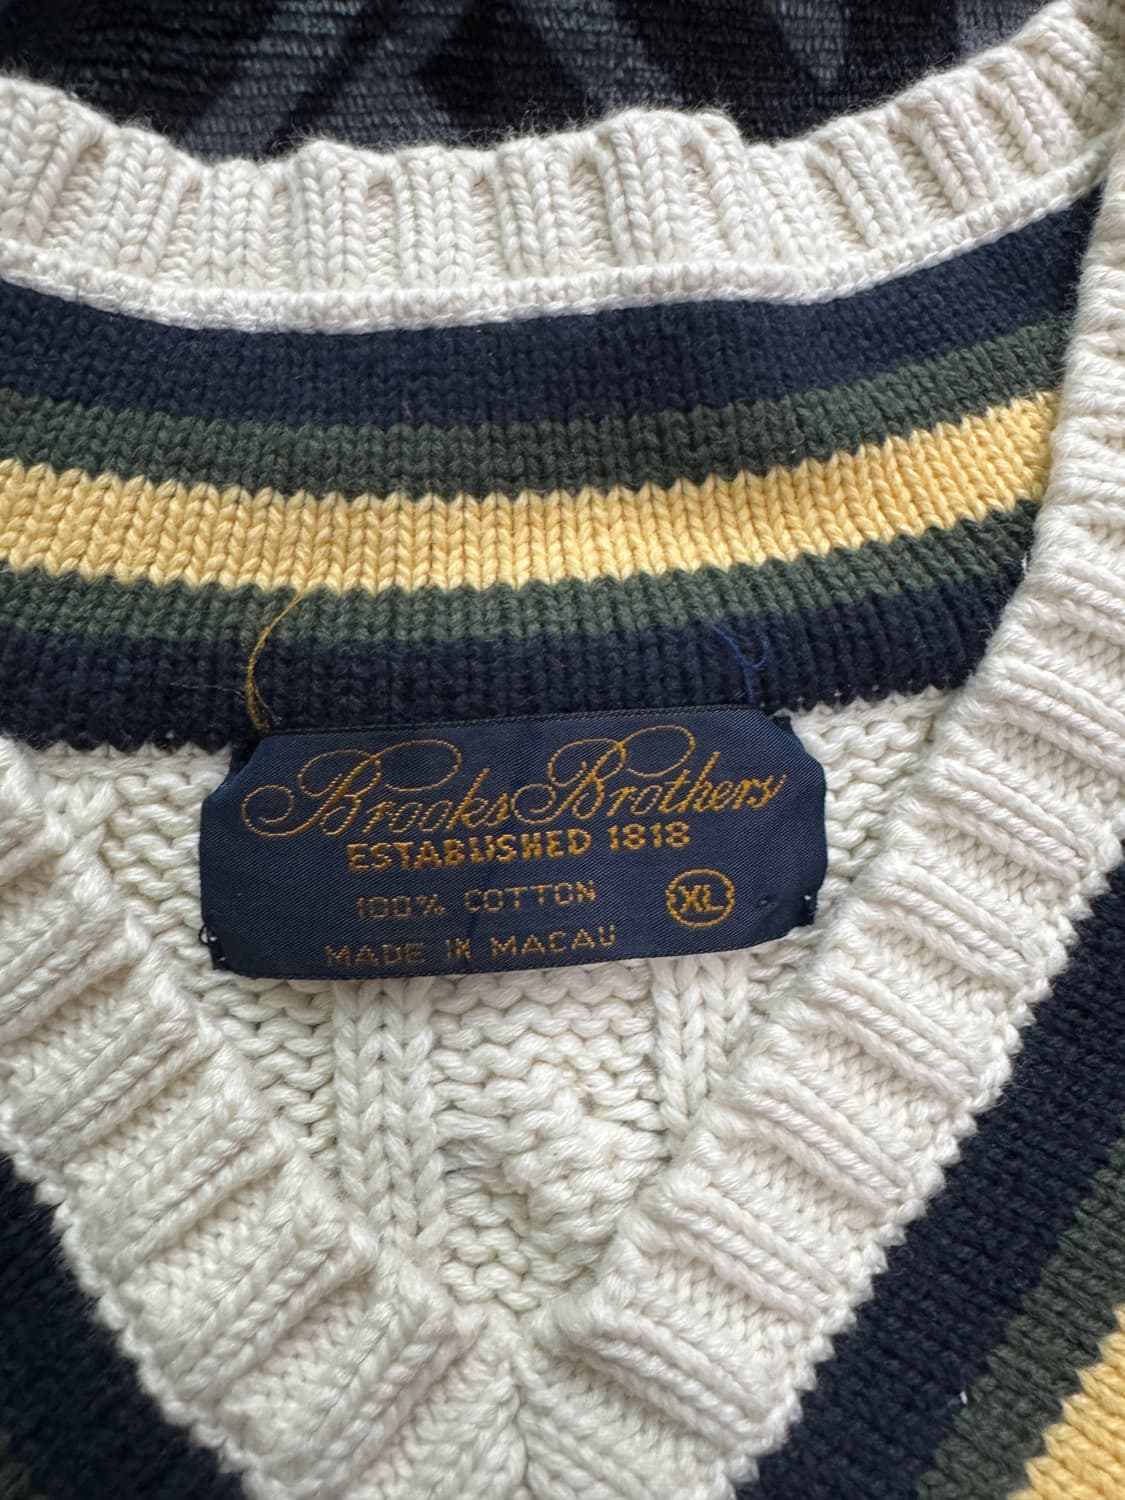 Brooks Brothers
ESTABLISHED 1818
100% COTTON XL
MADE IN MACAU